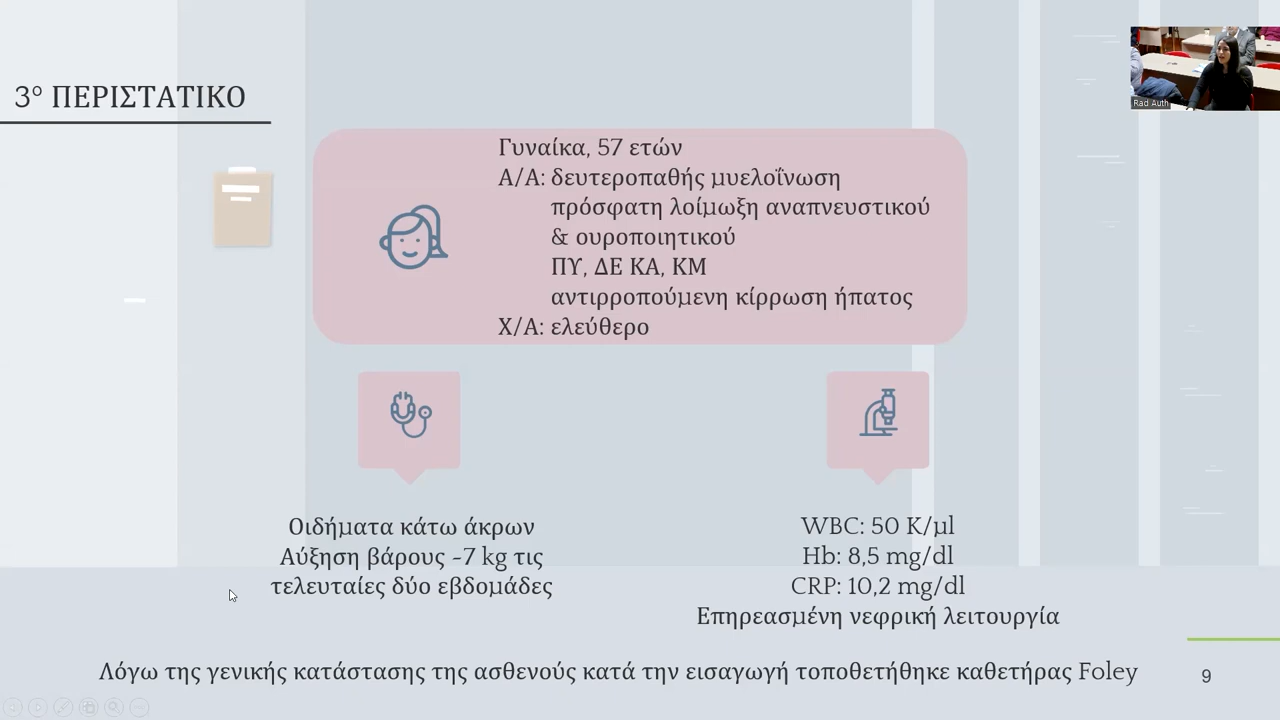 3ο ΠΕΡΙΣΤΑΤΙΚΟ
Rad Auth
Γυναίκα, 57 ετών
Α/Α: δευτεροπαθής μυελοΐνωση
πρόσφατη λοίμωξη αναπνευστικού
& ουροποιητικού
ΠΥ, ΔΕ ΚΑ, ΚΜ
αντιρροπούμενη κίρρωση ήπατος
Χ/Α: ελεύθερο
Οιδήματα κάτω άκρων
Αύξηση βάρους ~7 kg τις
τελευταίες δύο εβδομάδες
WBC: 50 K/μl
Hb: 8,5 mg/dl
CRP: 10,2 mg/dl
Επηρεασμένη νεφρική λειτουργία
Λόγω της γενικής κατάστασης της ασθενούς κατά την εισαγωγή τοποθετήθηκε καθετήρας Foley
9